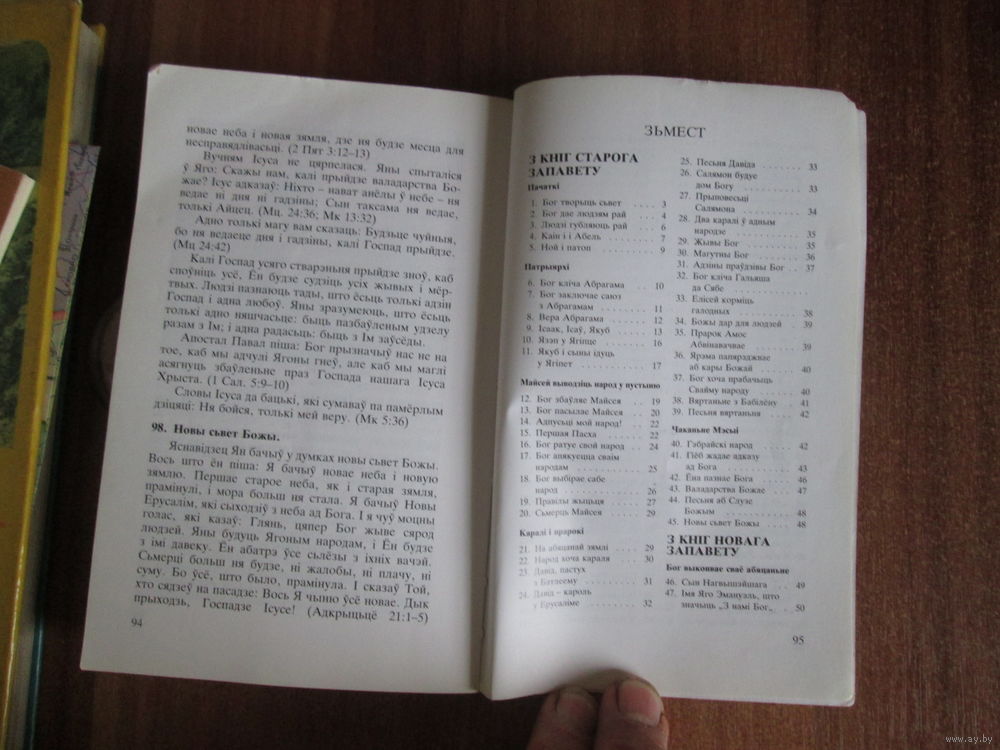 новае неба і новая зямля, дзе ня будзе месца для
несправядлівасьці. (2 Пят 3:12–13)
Вучням Ісуса не цярпелася. Яны спыталіся
ў Яго: Скажы нам, калі прыйдзе валадарства Бо-
жае? Ісус адказаў: Ніхто – нават анёлы ў небе – ня
ведае ні дня ні гадзіны; Сын таксама ня ведае,
толькі Айцец. (Мц. 24:36; Мк 13:32)
Адно толькі магу вам сказаць: Будзьце чуйныя,
бо ня ведаеце дня і гадзіны, калі Госпад прыйдзе.
(Мц 24:42)
Калі Госпад усяго стварэньня прыйдзе зноў, каб
споўніць усё, Ён будзе судзіць усіх жывых і мёр-
твых. Людзі пазнаюць тады, што ёсьць толькі адзін
Госпад і адна любоў. Яны зразумеюць, што ёсьць
толькі адно няшчасьце: быць пазбаўленым удзелу
разам з Ім; і адна радасьць: быць з Ім заўсёды.
Апостал Павал піша: Бог прызначыў нас не на
тое, каб мы адчулі Ягоны гнеў, але каб мы маглі
асягнуць збаўленьне праз Госпада нашага Ісуса
Хрыста. (1 Сал. 5:9–10)
Словы Ісуса да бацькі, які сумаваў па памёрлым
дзіцяці: Ня бойся, толькі мей веру. (Мк 5:36)
98. Новы сьвет Божы.
Яснавідзец Ян бачыў у думках новы сьвет Божы.
Вось што ён піша: Я бачыў новае неба і новую
зямлю. Першае старое неба, як і старая зямля,
прамінулі, і мора больш ня стала. Я бачыў Новы
Ерусалім, які сыходзіў з неба ад Бога. І я чуў моцны
голас, які казаў: Глянь, цяпер Бог жыве сярод
людзей. Яны будуць Ягоным народам, і Ён будзе
з імі давеку. Ён абатрэ ўсе сьлёзы з іхніх вачэй.
Сьмерці больш ня будзе, ні жалобы, ні плачу, ні
суму. Бо ўсё, што было, прамінула. І сказаў Той,
хто сядзеў на пасадзе: Вось Я чыню ўсё новае. Дык
прыходзь, Госпадзе Ісусе! (Адкрыцьцё 21:1–5)
94
ЗЬМЕСТ
З КНІГ СТАРОГА
ЗАПАВЕТУ
Пачаткі
1. Бог творыць сьвет . 3
2. Бог дае людзям рай . 4
3. Людзі губляюць рай 6
4. Каін і і Абель . . . . 7
5. Ной і патоп . . . . . 9
Патрыярхі
6. Бог кліча Абрагама . 10
7. Бог заключае саюз
з Абрагамам . . . . . 11
8. Вера Абрагама . . . . 12
9. Ісаак, Ісаў, Якуб . . 13
10. Язэп у Ягіпце . . . . 16
11. Якуб і сыны ідуць
у Ягіпет . . . . . . . 17
Майсей выводзіць народ у пустыню
12. Бог збаўляе Майсея . 19
13. Бог пасылае Майсея . 20
14. Адпусьці мой народ! . 22
15. Першая Пасха . . . . 22
16. Бог ратуе свой народ . 24
17. Бог апякуецца сваім
народам . . . . . . . 25
18. Бог выбірае сабе
народ . . . . . . . . 26
19. Правілы жыцьця . . . 27
20. Сьмерць Майсея . . . 29
Каралі і прарокі
21. На абяцанай зямлі . . . . 29
22. Народ хоча караля . . 30
23. Давід, пастух
з Бэтлеему . . . . . . 31
24. Давід – кароль
у Ерусаліме . . . . . 32
25. Песьня Давіда . . . . 33
26. Салямон будуе
дом Богу . . . . . . . 33
27. Прыповесьці
Салямона . . . . . . . 34
28. Два каралі ў адным
народзе . . . . . . . . 35
29. Жывы Бог . . . . . . 35
30. Магутны Бог . . . . . 36
31. Адзіны праўдзівы Бог . . 37
32. Бог кліча Гальяша
да Сябе
33. Елісей корміць
галодных . . . . . . . 38
34. Божы дар для людзей . 39
35. Прарок Амос
Абвінавачвае . . . . . 39
36. Ярэма папярэджвае
аб кары Божай . . . . 40
37. Бог хоча прабачыць
Свайму народу . . . . 40
38. Вяртаньне з Бабілёну . 41
39. Песьня вяртаньня . . 42
Чаканьне Мэсыі
40. Гэбрайскі народ . . . 42
41. Гіёб жадае адказу
ад Бога . . . . . . . . 43
42. Ёна пазнае Бога . . . 46
43. Валадарства Божае . . 47
44. Песьня аб Слузе
Божым . . . . . . . . 48
45. Новы сьвет Божы . . 48
З КНІГ НОВАГА
ЗАПАВЕТУ
Бог выконвае сваё абяцаньне
46. Сын Нагвышэйшага . 49
47. Імя Яго Эмануэль, што
значыць „З намі Бог„ . 50
95
www.ay.by